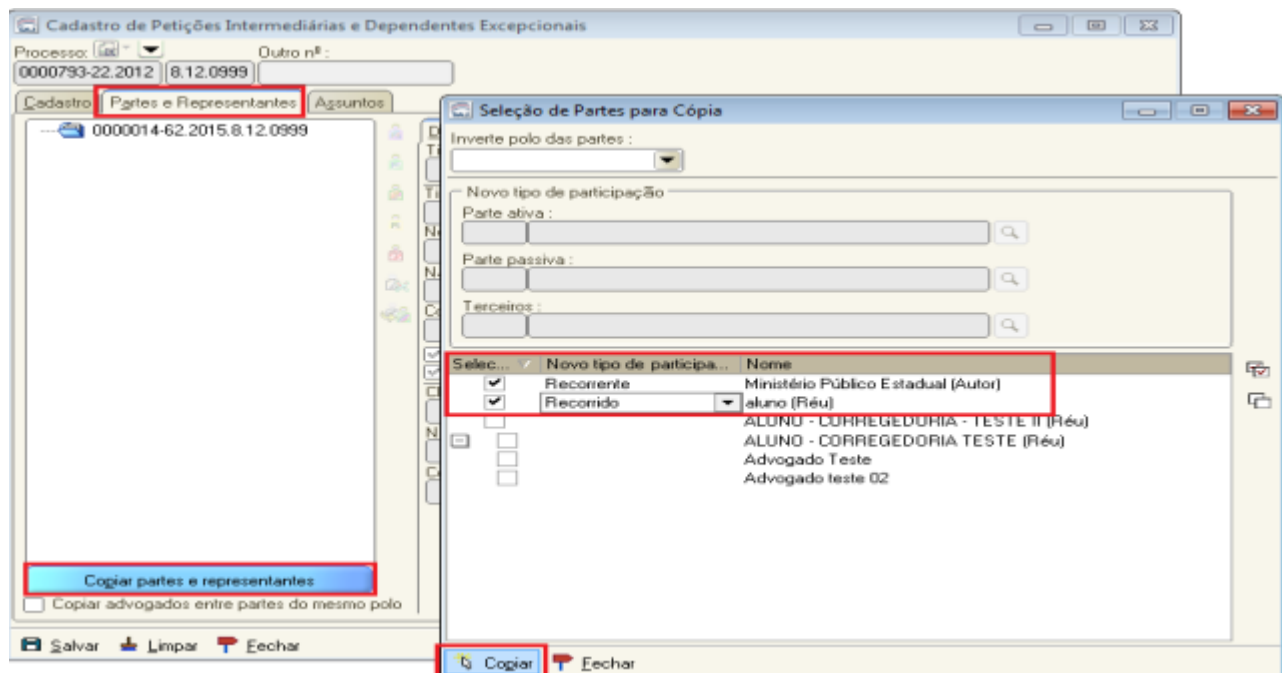 Cadastro de Petições Intermediárias e Dependentes Excepcionais
Processo:
Outro nº :
0000793-22.2012 8.12.0999
Cadastro Partes e Representantes Assuntos
0000014-62.2015.8.12.0999
Copiar partes e representantes
Copiar advogados entre partes do mesmo polo
Salvar Limpar Fechar
Seleção de Partes para Cópia
Inverte polo das partes :
Novo tipo de participação
Parte ativa :
Parte passiva :
Terceiros :
Selec... Novo tipo de participa... Nome
Recorrente Ministério Público Estadual (Autor)
Recorrido aluno (Réu)
ALUNO - CORREGEDORIA - TESTE II (Réu)
ALUNO - CORREGEDORIA TESTE (Réu)
Advogado Teste
Advogado teste 02
Copiar Fechar